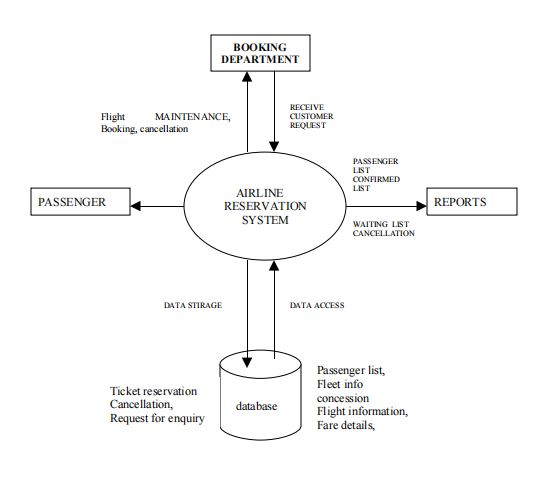 BOOKING
DEPARTMENT
Flight MAINTENANCE,
Booking, cancellation
RECEIVE
CUSTOMER
REQUEST
PASSENGER
AIRLINE
RESERVATION
SYSTEM
PASSENGER
LIST
CONFIRMED
LIST
WAITING LIST
CANCELLATION
REPORTS
DATA STIRAGE
DATA ACCESS
Ticket reservation
Cancellation,
Request for enquiry
database
Passenger list,
Fleet info
concession
Flight information,
Fare details,